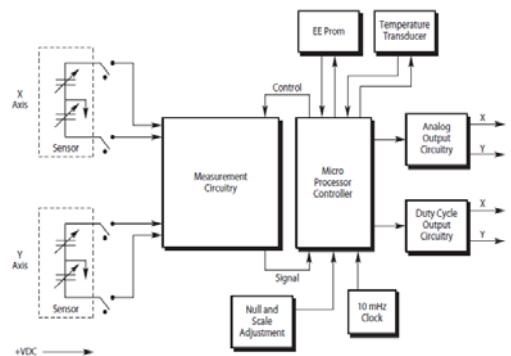 EE Prom
Temperature
Transducer
X
Axis
Sensor
Control
Measurement
Circuitry
Micro
Processor
Controller
Analog
Output
Circuitry
X
Y
Duty Cycle
Output
Circuitry
X
Y
Y
Axis
Sensor
Signal
Null and
Scale
Adjustment
10 mHz
Clock
+VDC